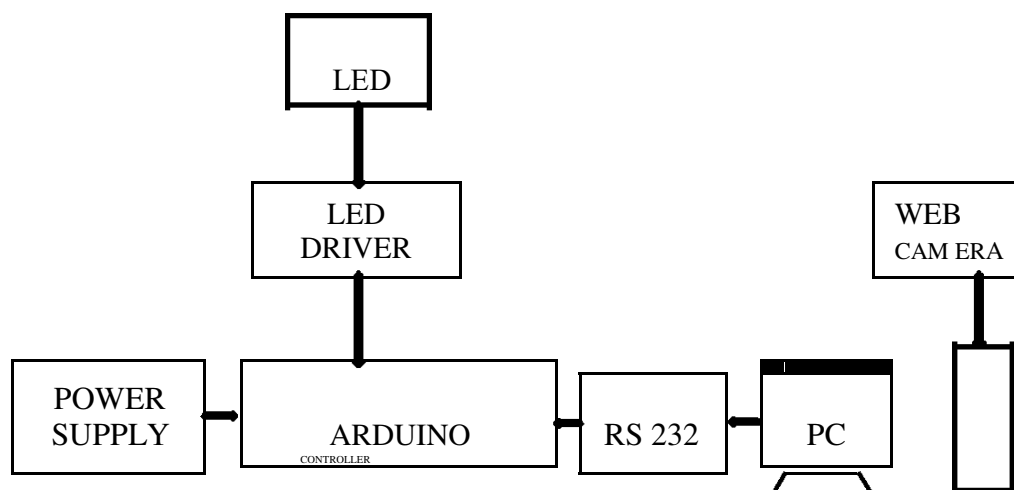 LED
LED
DRIVER
WEB
CAM ERA
POWER
SUPPLY
ARDUINO
CONTROLLER
RS 232
PC